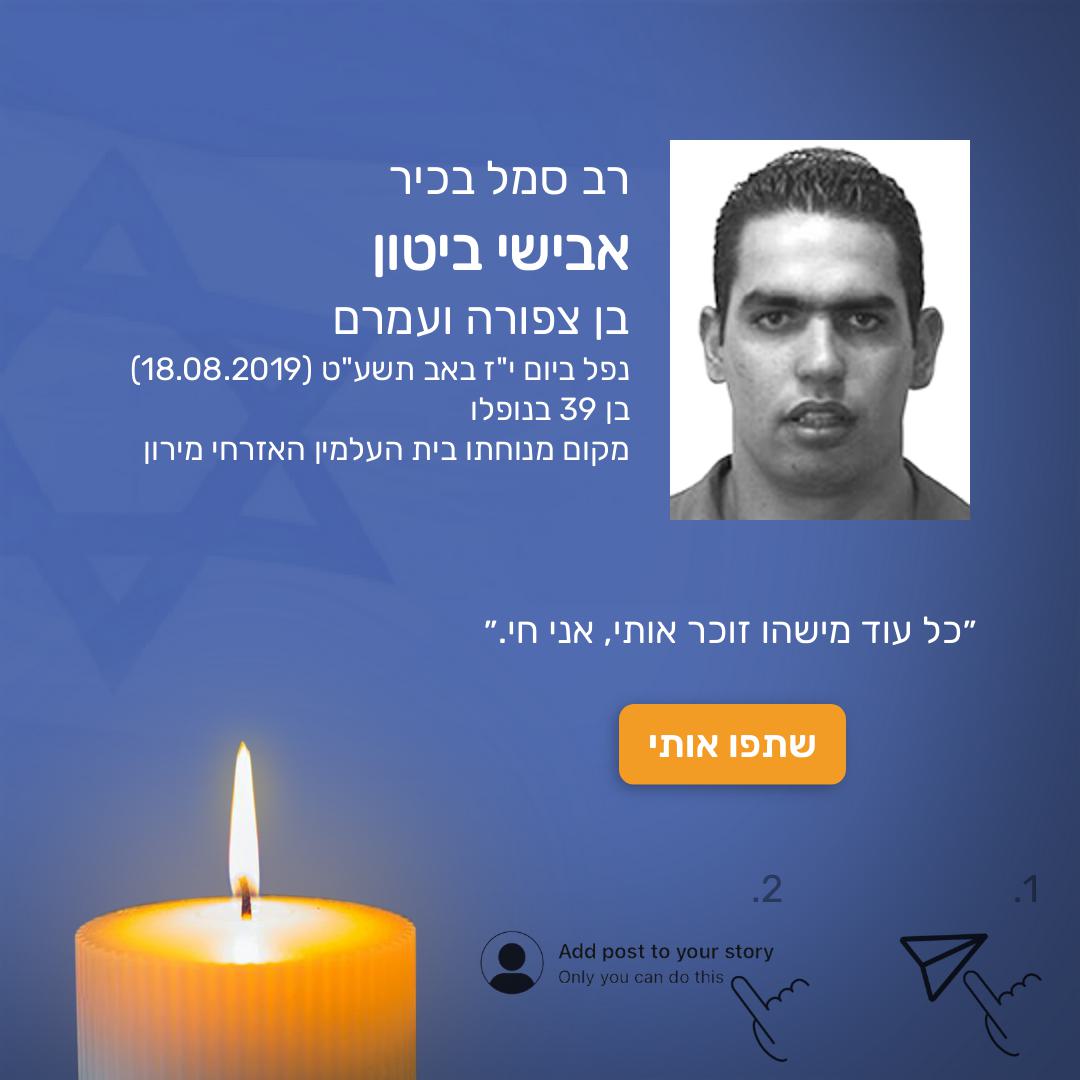 רב סמל בכיר
אבישי ביטון
בן צפורה ועמרם
נפל ביום י"ז באב תשע"ט (18.08.2019)
בן 39 בנופלו
מקום מנוחתו בית העלמין האזרחי מירון
״כל עוד מישהו זוכר אותי, אני חי.״
שתפו אותי
1.
2.
Add post to your story
Only you can do this